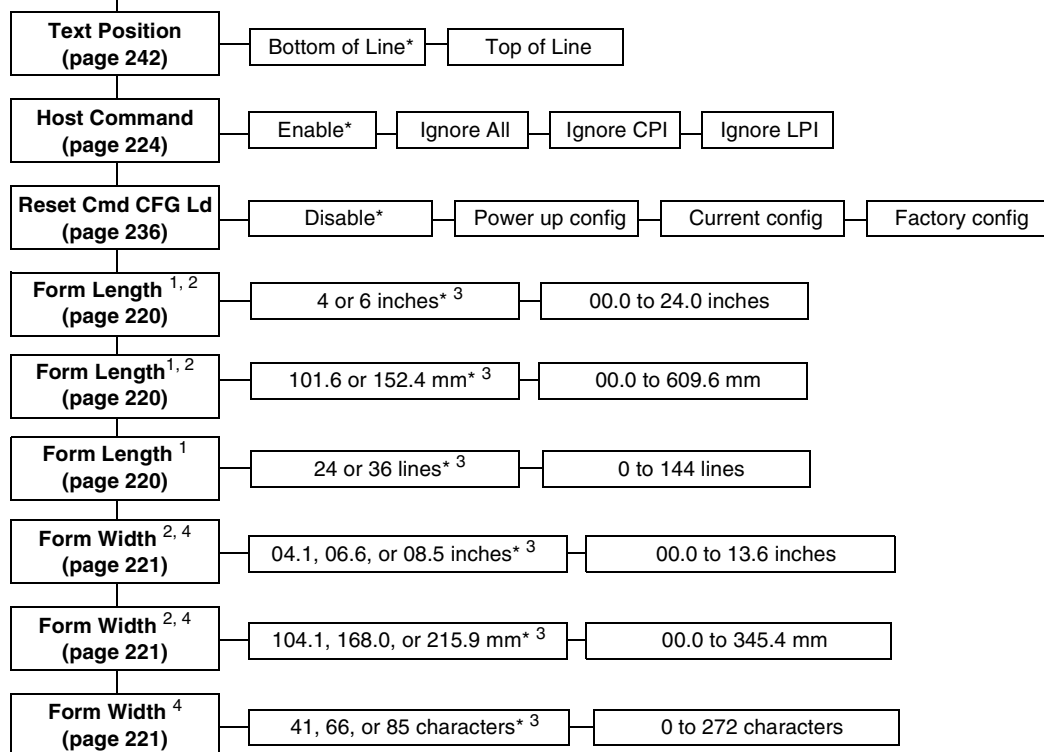 Text Position
(page 242)
Bottom of Line*
Top of Line
Host Command
(page 224)
Enable*
Ignore All
Ignore CPI
Ignore LPI
Reset Cmd CFG Ld
(page 236)
Disable*
Power up config
Current config
Factory config
Form Length 1, 2
(page 220)
4 or 6 inches* 3
00.0 to 24.0 inches
Form Length1, 2
(page 220)
101.6 or 152.4 mm* 3
00.0 to 609.6 mm
Form Length 1
(page 220)
24 or 36 lines* 3
0 to 144 lines
Form Width 2, 4
(page 221)
04.1, 06.6, or 08.5 inches* 3
00.0 to 13.6 inches
Form Width 2, 4
(page 221)
104.1, 168.0, or 215.9 mm* 3
00.0 to 345.4 mm
Form Width 4
(page 221)
41, 66, or 85 characters* 3
0 to 272 characters